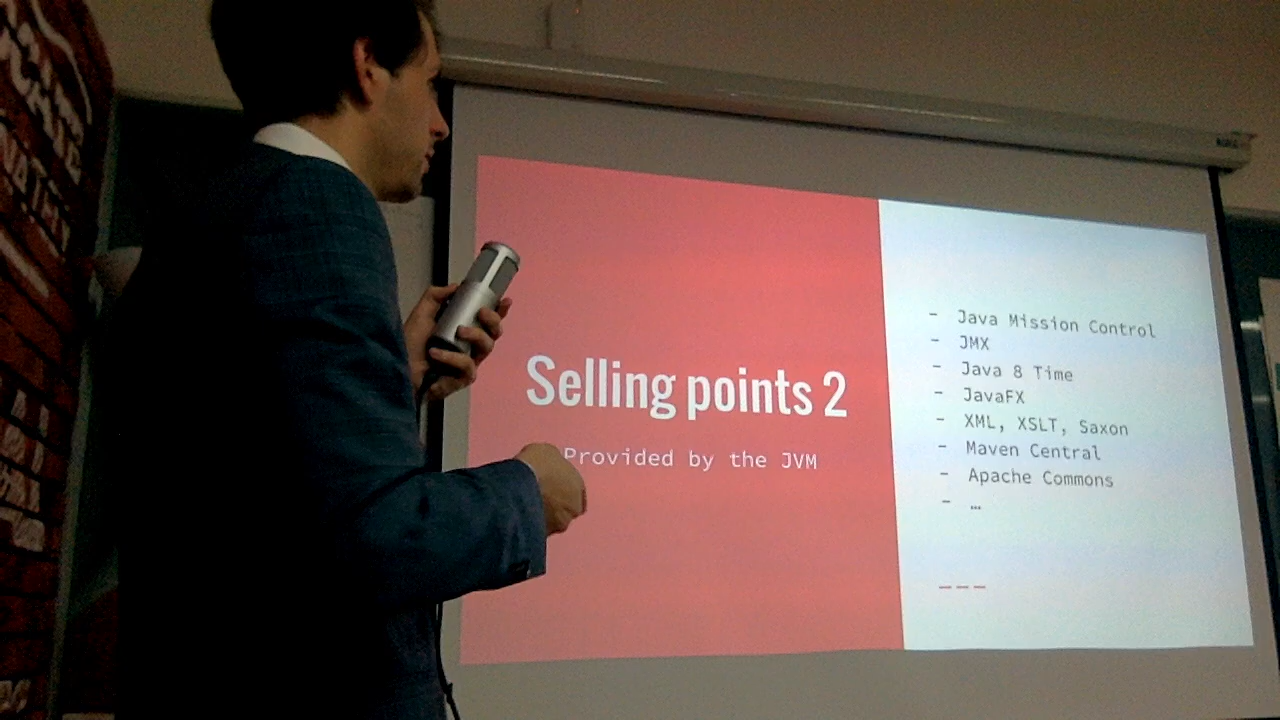 Selling points 2
Provided by the JVM
- Java Mission Control
- JMX
- Java 8 Time
- JavaFX
- XML, XSLT, Saxon
- Maven Central
- Apache Commons
- …